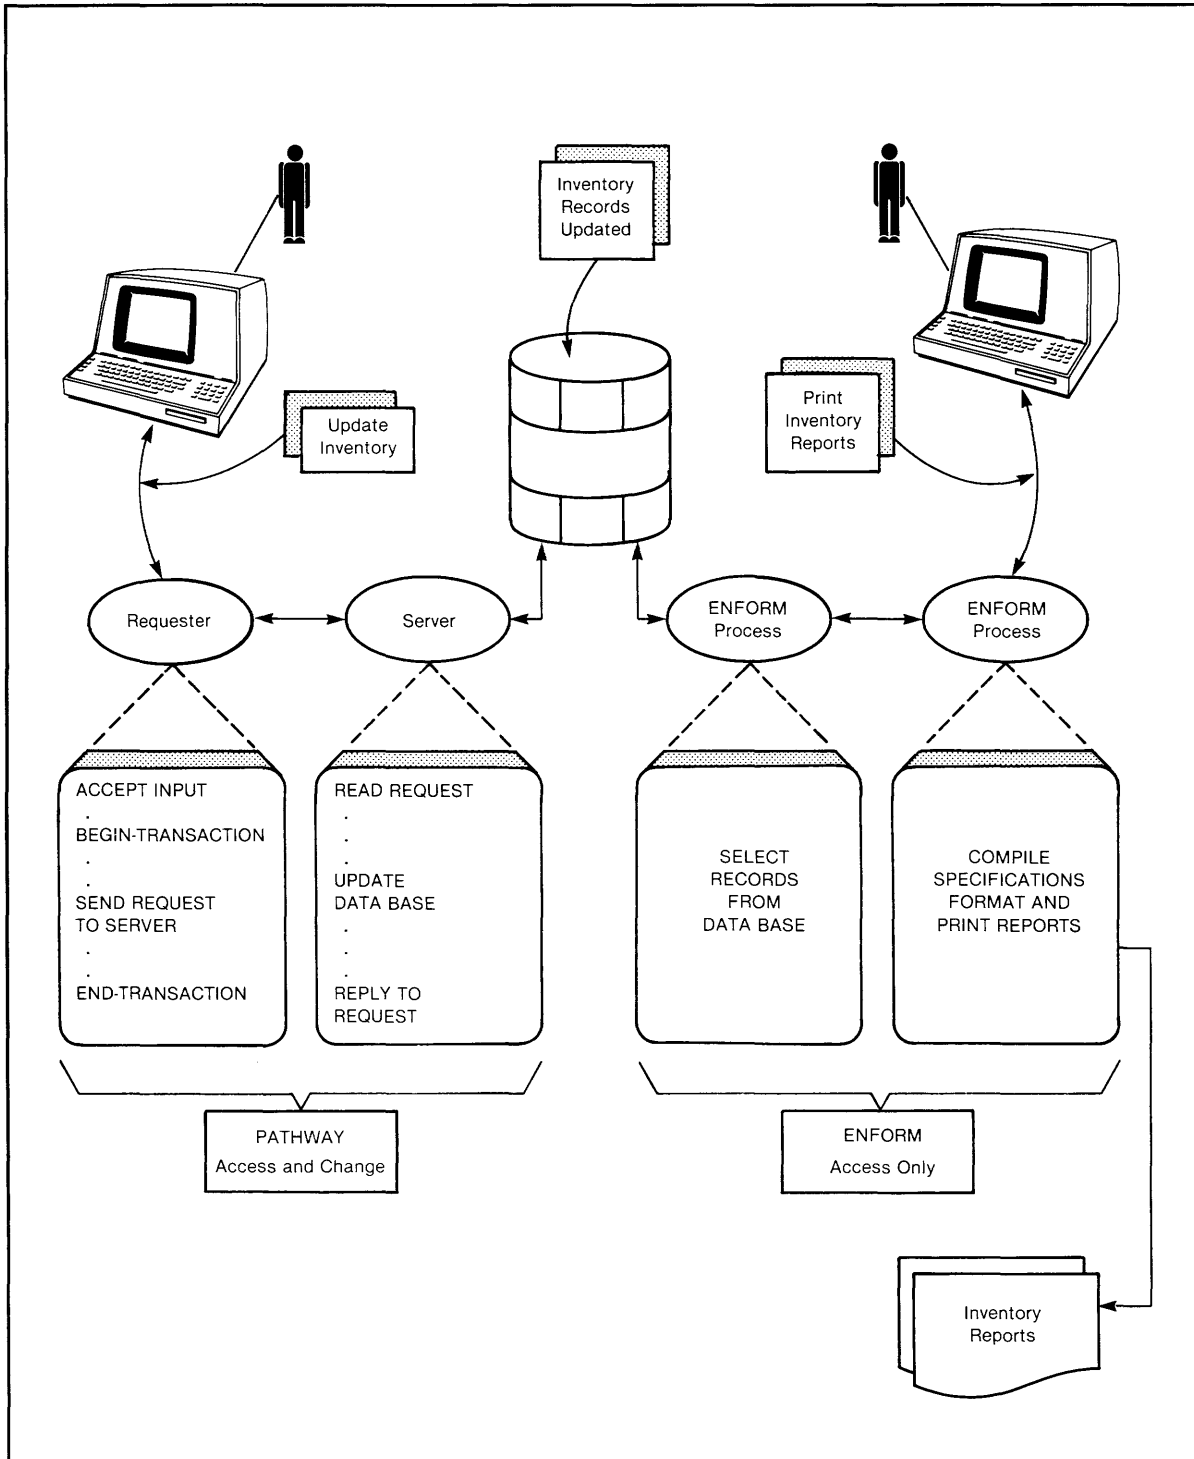 Inventory
Records
Updated
Update
Inventory
Print
Inventory
Reports
Requester
Server
ENFORM
Process
ENFORM
Process
ACCEPT INPUT
.
BEGIN-TRANSACTION
.
.
SEND REQUEST
TO SERVER
.
.
END-TRANSACTION
READ REQUEST
.
.
.
UPDATE
DATA BASE
.
.
.
REPLY TO
REQUEST
SELECT
RECORDS
FROM
DATA BASE
COMPILE
SPECIFICATIONS
FORMAT AND
PRINT REPORTS
PATHWAY
Access and Change
ENFORM
Access Only
Inventory
Reports